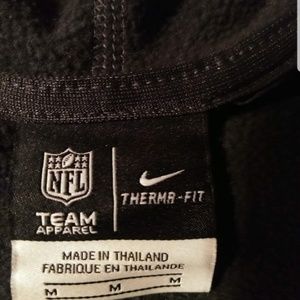 NFL
TEAM
APPAREL
THERMA-FIT
MADE IN THAILAND
FABRIQUE EN THAILANDE
M M M